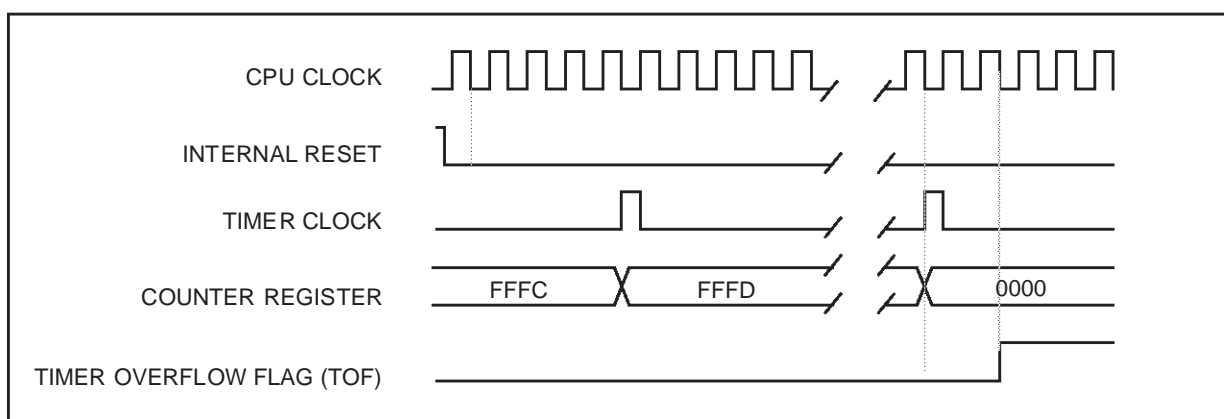 CPU CLOCK
INTERNAL RESET
TIMER CLOCK
COUNTER REGISTER FFFC FFFD 0000
TIMER OVERFLOW FLAG (TOF)